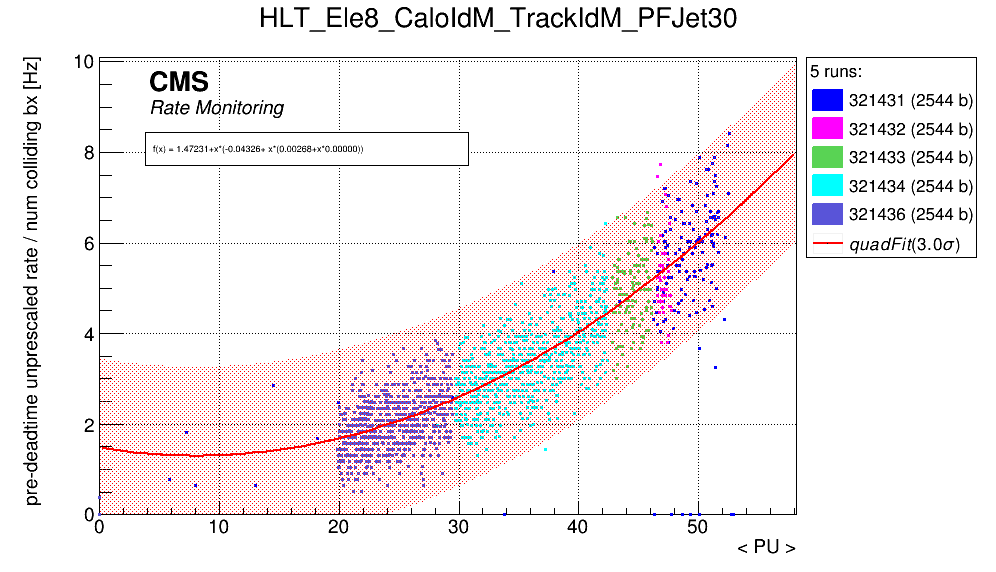 HLT_Ele8_CaloIdM_TrackIdM_PFJet30
pre-deadtime unprescaled rate / num colliding bx [Hz]
CMS
Rate Monitoring
f(x) = 1.47231+x*(-0.04326+ x*(0.00268+x*0.00000))
10
8
6
4
2
0
0 10 20 30 40 50
< PU >
5 runs:
321431 (2544 b)
321432 (2544 b)
321433 (2544 b)
321434 (2544 b)
321436 (2544 b)
quadFit(3.0σ)